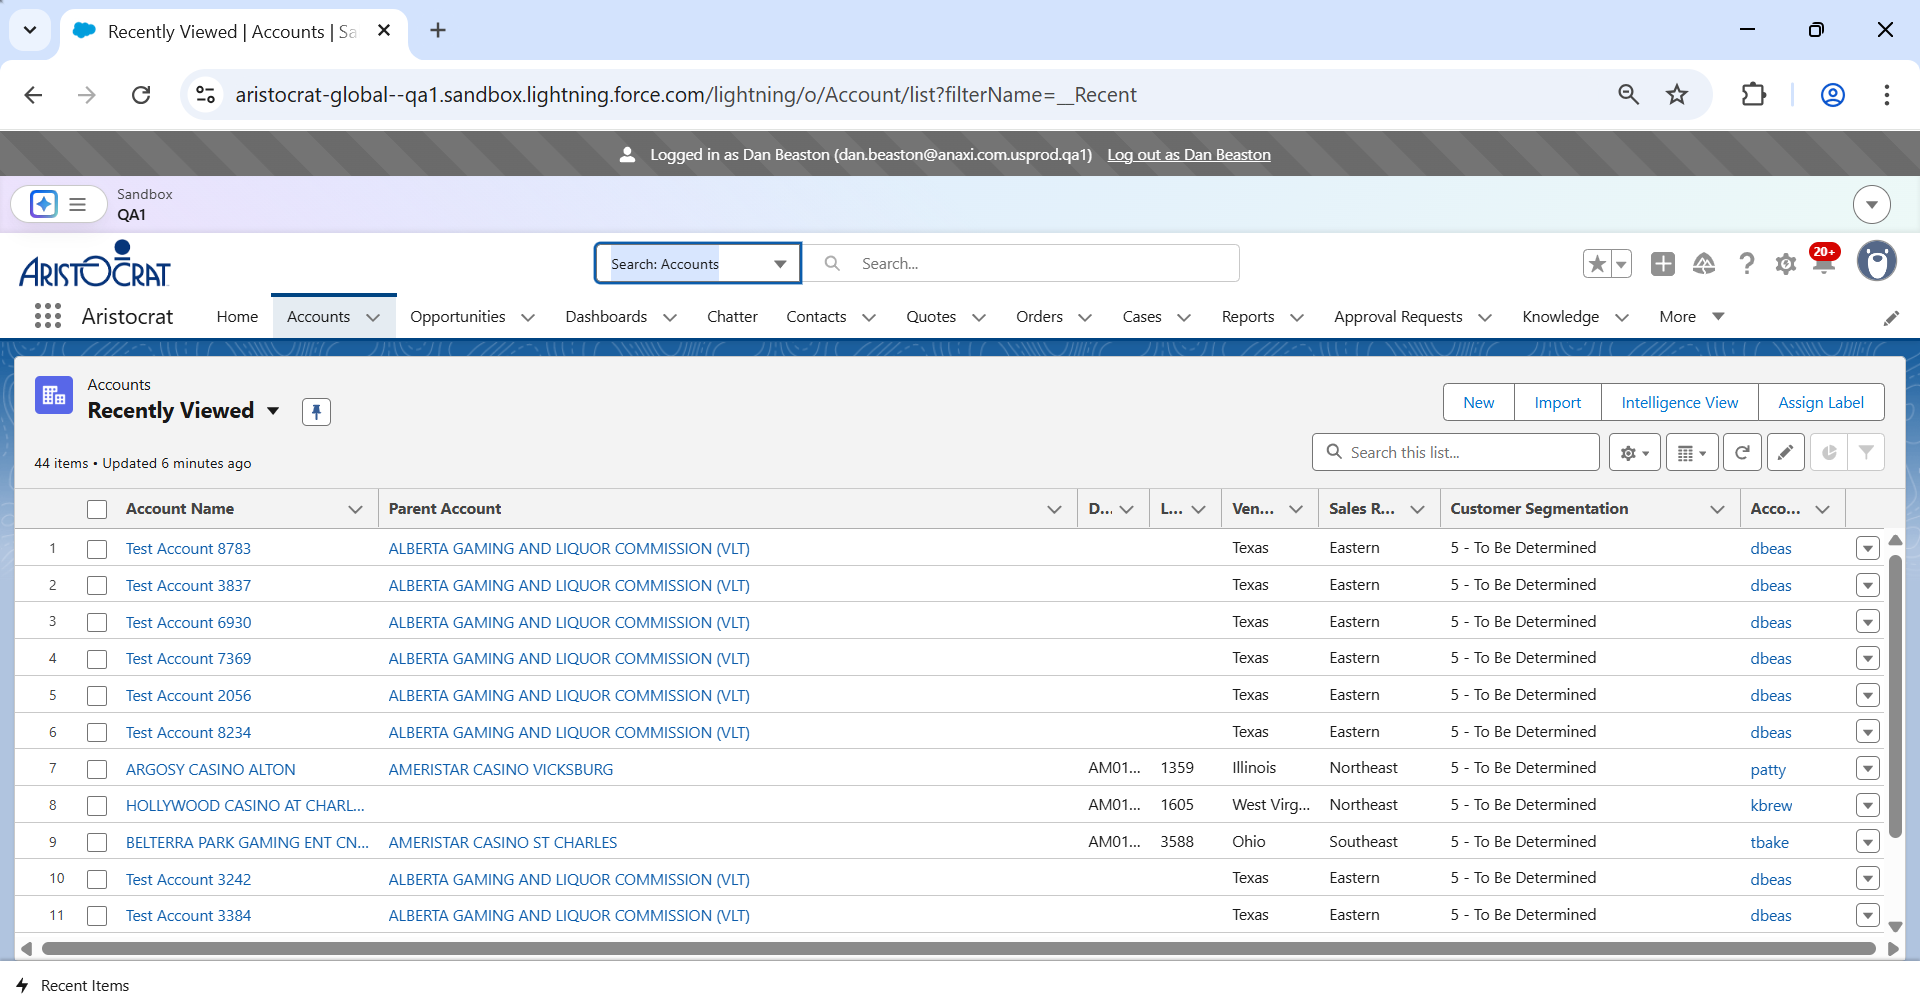 Recently Viewed | Accounts | Sa
aristocrat-global--qa1.sandbox.lightning.force.com/lightning/o/Account/list?filterName=__Recent
Logged in as Dan Beaston (dan.beaston@anaxi.com.usprod.qa1) Log out as Dan Beaston
Sandbox
QA1
ARISTOCRAT
Search: Accounts
Search...
20+
Aristocrat Home Accounts Opportunities Dashboards Chatter Contacts Quotes Orders Cases Reports Approval Requests Knowledge More
Accounts
Recently Viewed
New Import Intelligence View Assign Label
44 items • Updated 6 minutes ago
Search this list...
Account Name Parent Account D... L... Ven... Sales R... Customer Segmentation Acco...
1 Test Account 8783 ALBERTA GAMING AND LIQUOR COMMISSION (VLT) Texas Eastern 5 - To Be Determined dbeas
2 Test Account 3837 ALBERTA GAMING AND LIQUOR COMMISSION (VLT) Texas Eastern 5 - To Be Determined dbeas
3 Test Account 6930 ALBERTA GAMING AND LIQUOR COMMISSION (VLT) Texas Eastern 5 - To Be Determined dbeas
4 Test Account 7369 ALBERTA GAMING AND LIQUOR COMMISSION (VLT) Texas Eastern 5 - To Be Determined dbeas
5 Test Account 2056 ALBERTA GAMING AND LIQUOR COMMISSION (VLT) Texas Eastern 5 - To Be Determined dbeas
6 Test Account 8234 ALBERTA GAMING AND LIQUOR COMMISSION (VLT) Texas Eastern 5 - To Be Determined dbeas
7 ARGOSY CASINO ALTON AMERISTAR CASINO VICKSBURG AM01... 1359 Illinois Northeast 5 - To Be Determined patty
8 HOLLYWOOD CASINO AT CHARL... AM01... 1605 West Virg... Northeast 5 - To Be Determined kbrew
9 BELTERRA PARK GAMING ENT CN... AMERISTAR CASINO ST CHARLES AM01... 3588 Ohio Southeast 5 - To Be Determined tbake
10 Test Account 3242 ALBERTA GAMING AND LIQUOR COMMISSION (VLT) Texas Eastern 5 - To Be Determined dbeas
11 Test Account 3384 ALBERTA GAMING AND LIQUOR COMMISSION (VLT) Texas Eastern 5 - To Be Determined dbeas
Recent Items